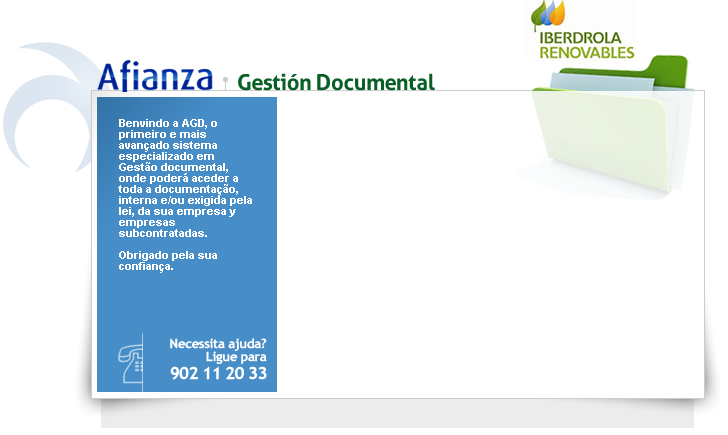 IBERDROLA
RENOVABLES
Afianza
Gestión Documental
Benvindo a AGD, o
primeiro e mais
avançado sistema
especializado em
Gestão documental,
onde poderá aceder a
toda a documentação,
interna e/ou exigida pela
lei, da sua empresa y
empresas
subcontratadas.
Obrigado pela sua
confiança.
Necessita ajuda?
Ligue para
902 11 20 33